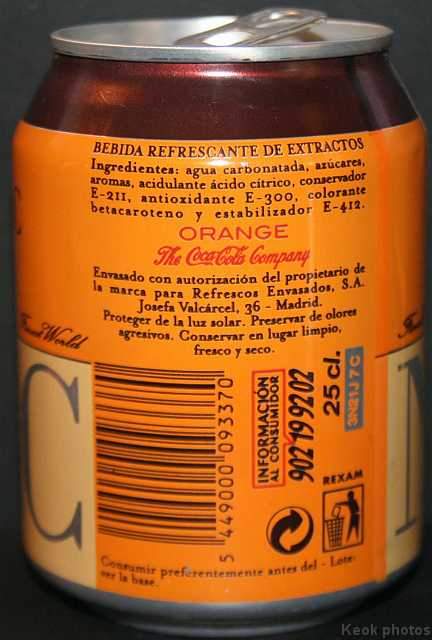 BEBIDA REFRESCANTE DE EXTRACTOS
Ingredientes: agua carbonatada, azúcares,
aromas, acidulante ácido cítrico, conservador
E-211, antioxidante E-300, colorante
betacaroteno y estabilizador E-412.
ORANGE
The Coca-Cola Company
Envasado con autorización del propietario de
la marca para Refrescos Envasados, S.A.
Josefa Valcárcel, 36 - Madrid.
Proteger de la luz solar. Preservar de olores
agresivos. Conservar en lugar limpio,
fresco y seco.
World
C
5 449000 093370
INFORMACIÓN
AL CONSUMIDOR
902 19 92 02
25 cl.
3N21J7C
REXAM
Consumir preferentemente antes del - Lote:
ver la base.
Keok photos